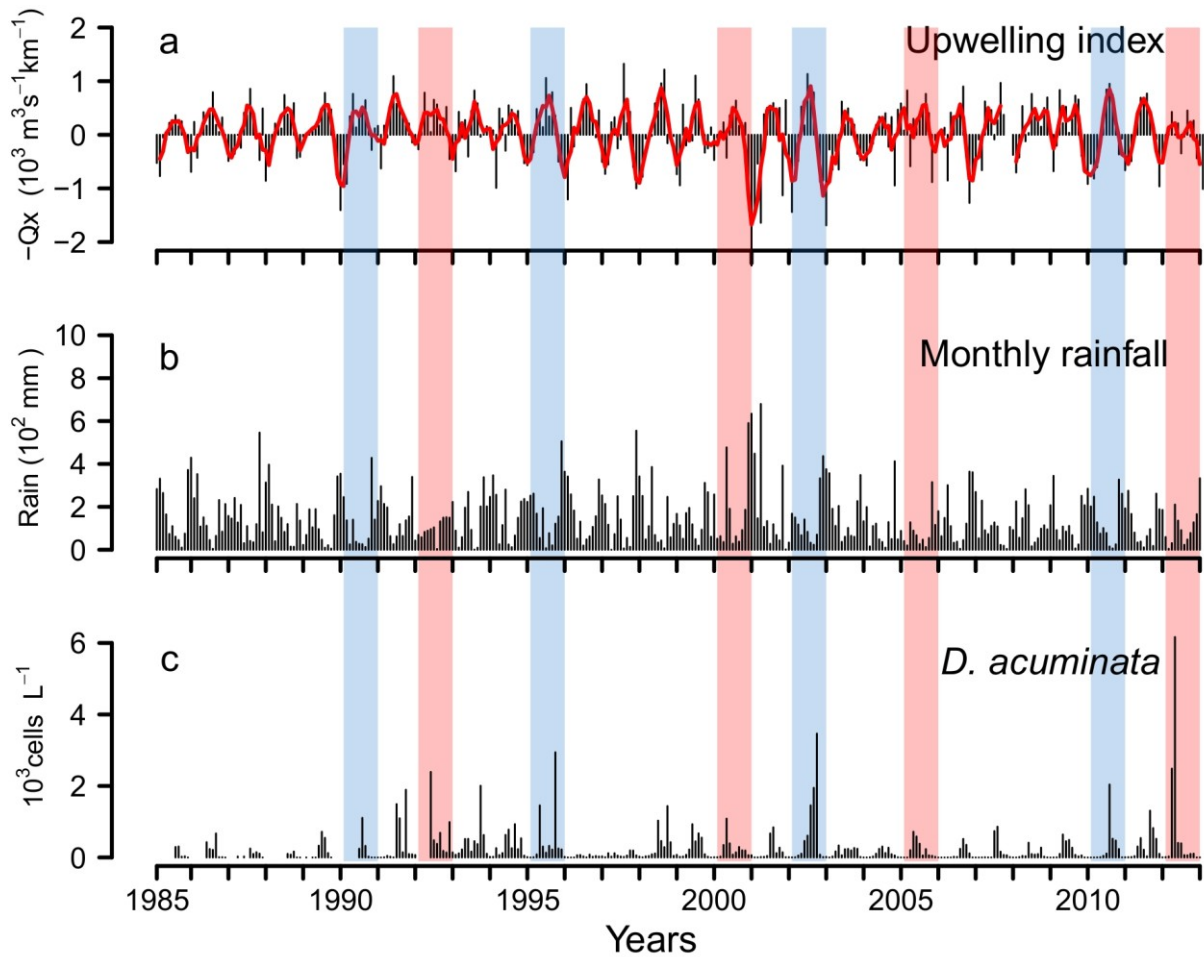 a
Upwelling index
−Qx (10³ m³s⁻¹km⁻¹)
2
1
0
−1
−2
b
Monthly rainfall
Rain (10² mm )
10
8
6
4
2
0
c
D. acuminata
10³cells L⁻¹
6
4
2
0
1985
1990
1995
2000
2005
2010
Years